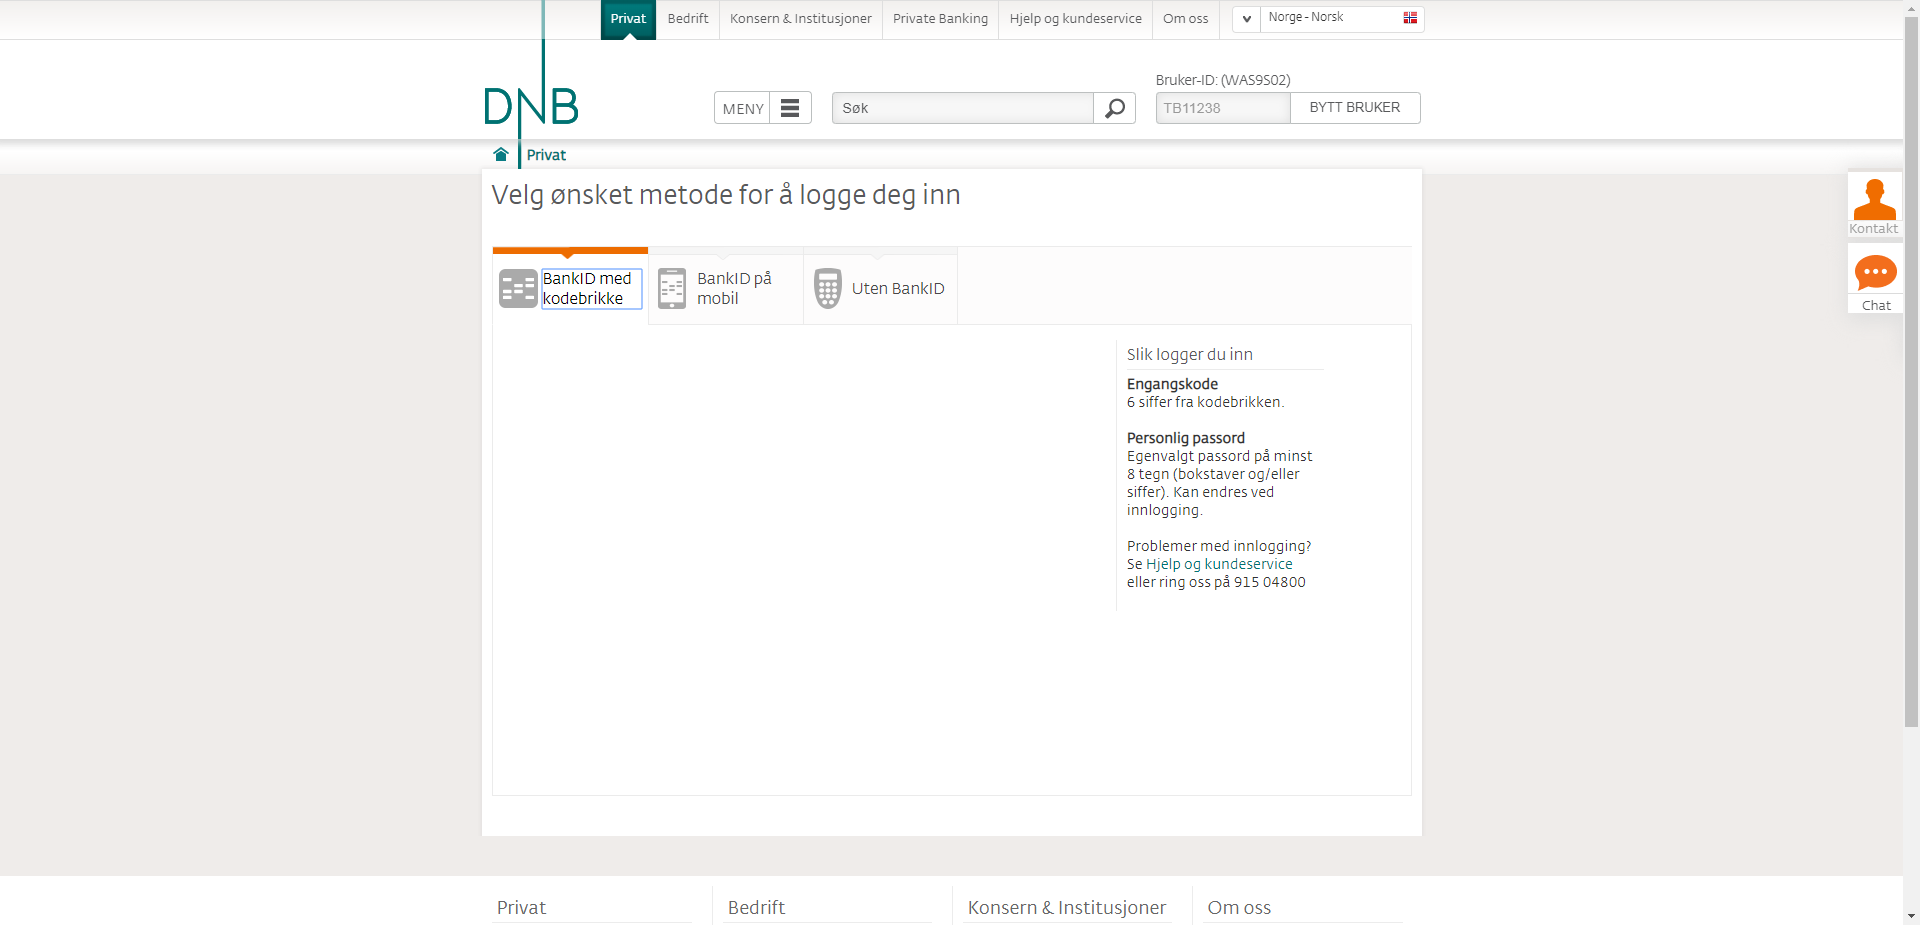 Privat
Bedrift
Konsern & Institusjoner
Private Banking
Hjelp og kundeservice
Om oss
Norge - Norsk
DNB
MENY
Søk
Bruker-ID: (WAS9S02)
TB11238
BYTT BRUKER
Privat
Velg ønsket metode for å logge deg inn
BankID med
kodebrikke
BankID på
mobil
Uten BankID
Slik logger du inn
Engangskode
6 siffer fra kodebrikken.
Personlig passord
Egenvalgt passord på minst
8 tegn (bokstaver og/eller
siffer). Kan endres ved
innlogging.
Problemer med innlogging?
Se Hjelp og kundeservice
eller ring oss på 915 04800
Kontakt
Chat
Privat
Bedrift
Konsern & Institusjoner
Om oss